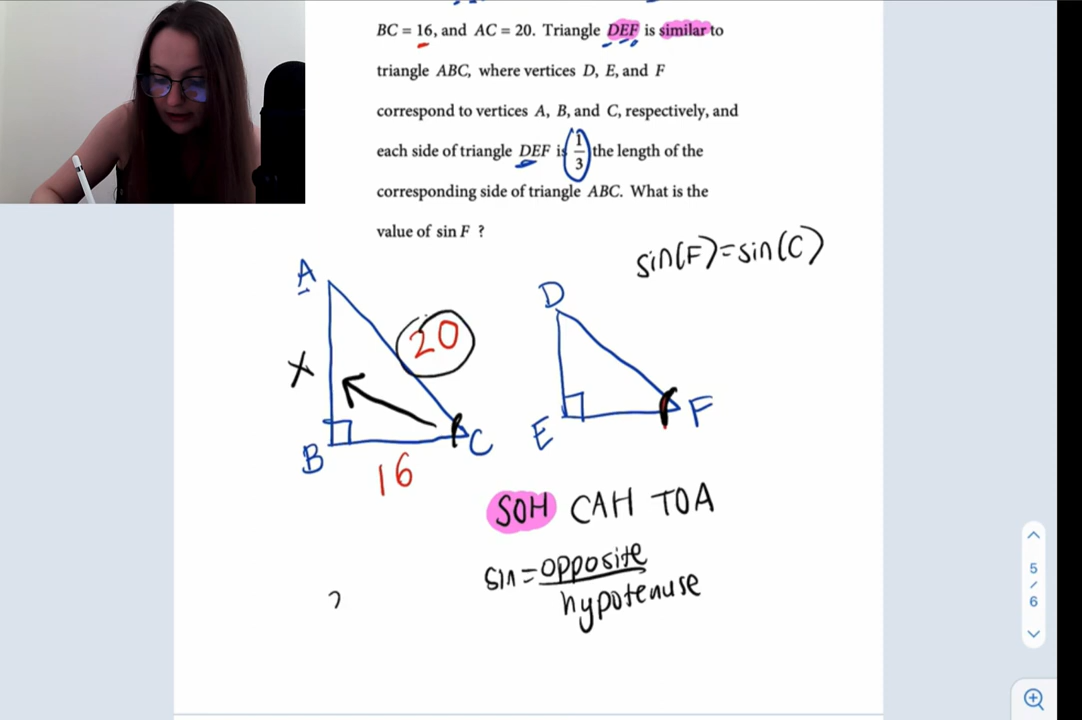 BC = 16, and AC = 20. Triangle DEF is similar to
triangle ABC, where vertices D, E, and F
correspond to vertices A, B, and C, respectively, and
each side of triangle DEF is 1/3 the length of the
corresponding side of triangle ABC. What is the
value of sin F ?
sin(F)=sin(C)
A
D
20
X
B
C
E
F
16
SOH CAH TOA
sin=opposite
hypotenuse
5
/
6